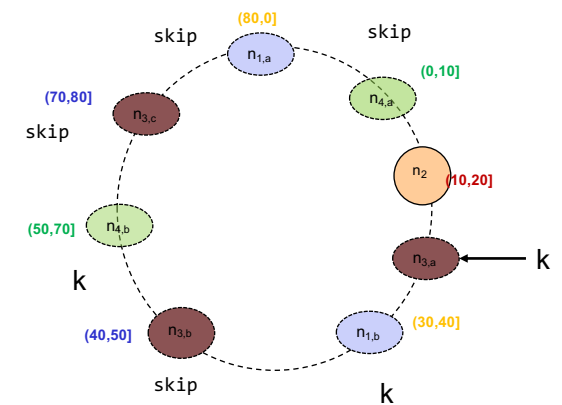 (80,0]
skip
skip
n1,a
(0,10]
(70,80]
n4,a
n3,c
skip
n2
(10,20]
(50,70]
n4,b
n3,a
k
k
(30,40]
(40,50]
n3,b
n1,b
skip
k